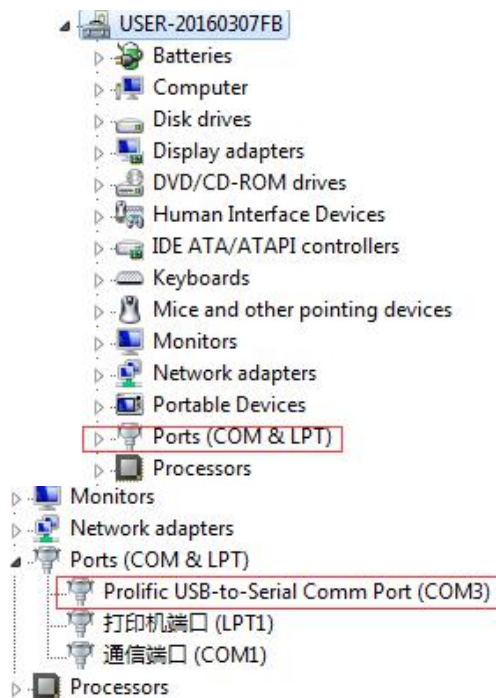 USER-20160307FB
Batteries
Computer
Disk drives
Display adapters
DVD/CD-ROM drives
Human Interface Devices
IDE ATA/ATAPI controllers
Keyboards
Mice and other pointing devices
Monitors
Network adapters
Portable Devices
Ports (COM & LPT)
Processors
Monitors
Network adapters
Ports (COM & LPT)
Prolific USB-to-Serial Comm Port (COM3)
打印机端口 (LPT1)
通信端口 (COM1)
Processors